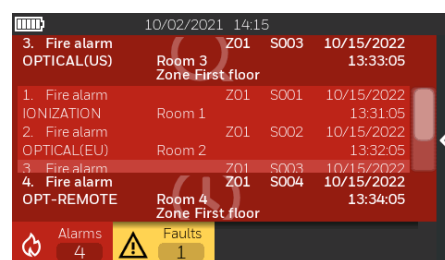 10/02/2021 14:15
3. Fire alarm Z01 S003 10/15/2022
OPTICAL(US) Room 3 13:33:05
Zone First floor
1. Fire alarm Z01 S001 10/15/2022
IONIZATION Room 1 13:31:05
2. Fire alarm Z01 S002 10/15/2022
OPTICAL(EU) Room 2 13:32:05
3. Fire alarm Z01 S003 10/15/2022
4. Fire alarm Z01 S004 10/15/2022
OPT-REMOTE Room 4 13:34:05
Zone First floor
Alarms Faults
4 1